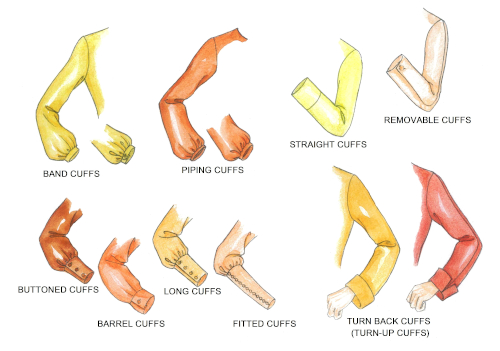 BAND CUFFS
PIPING CUFFS
STRAIGHT CUFFS
REMOVABLE CUFFS
BUTTONED CUFFS
BARREL CUFFS
LONG CUFFS
FITTED CUFFS
TURN BACK CUFFS
(TURN-UP CUFFS)